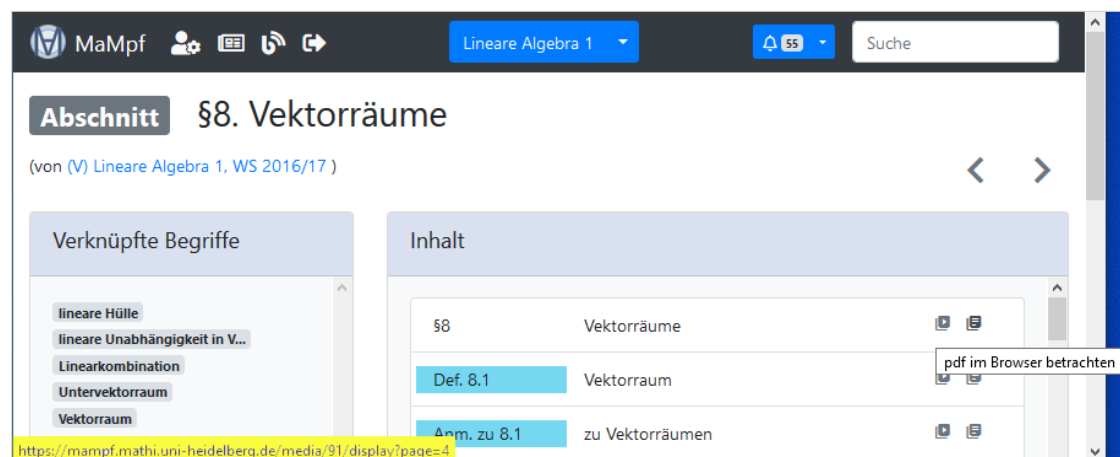 MaMpf Lineare Algebra 1 55 Suche
Abschnitt §8. Vektorräume
(von (V) Lineare Algebra 1, WS 2016/17 )
Verknüpfte Begriffe
lineare Hülle
lineare Unabhängigkeit in V...
Linearkombination
Untervektorraum
Vektorraum
Inhalt
§8 Vektorräume
pdf im Browser betrachten
Def. 8.1 Vektorraum
Anm. zu 8.1 zu Vektorräumen
https://mampf.mathi.uni-heidelberg.de/media/91/display?page=4